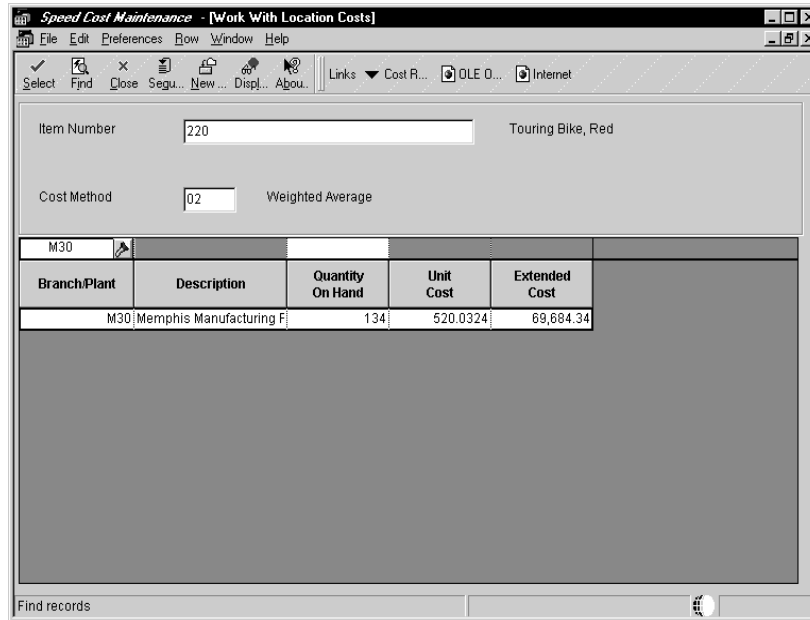 Speed Cost Maintenance - [Work With Location Costs]
File Edit Preferences Row Window Help
Select Find Close Sequ... New ... Displ... Abou.. Links Cost R... OLE O... Internet
Item Number 220 Touring Bike, Red
Cost Method 02 Weighted Average
M30
Branch/Plant Description Quantity On Hand Unit Cost Extended Cost
M30 Memphis Manufacturing F 134 520.0324 69,684.34
Find records